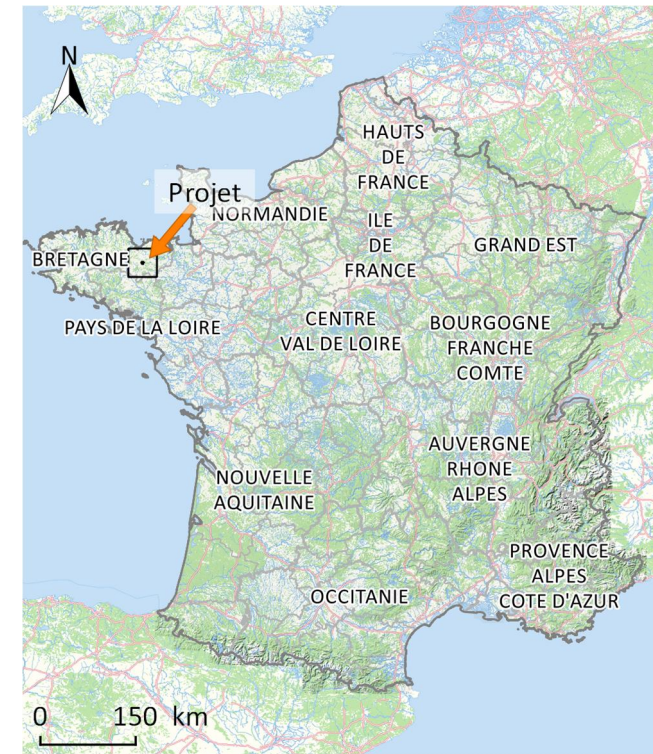 N
HAUTS
DE
FRANCE
Projet
NORMANDIE
ILE
DE
FRANCE
GRAND EST
BRETAGNE
PAYS DE LA LOIRE
CENTRE
VAL DE LOIRE
BOURGOGNE
FRANCHE
COMTE
AUVERGNE
RHONE
ALPES
NOUVELLE
AQUITAINE
PROVENCE
ALPES
COTE D'AZUR
OCCITANIE
0 150 km